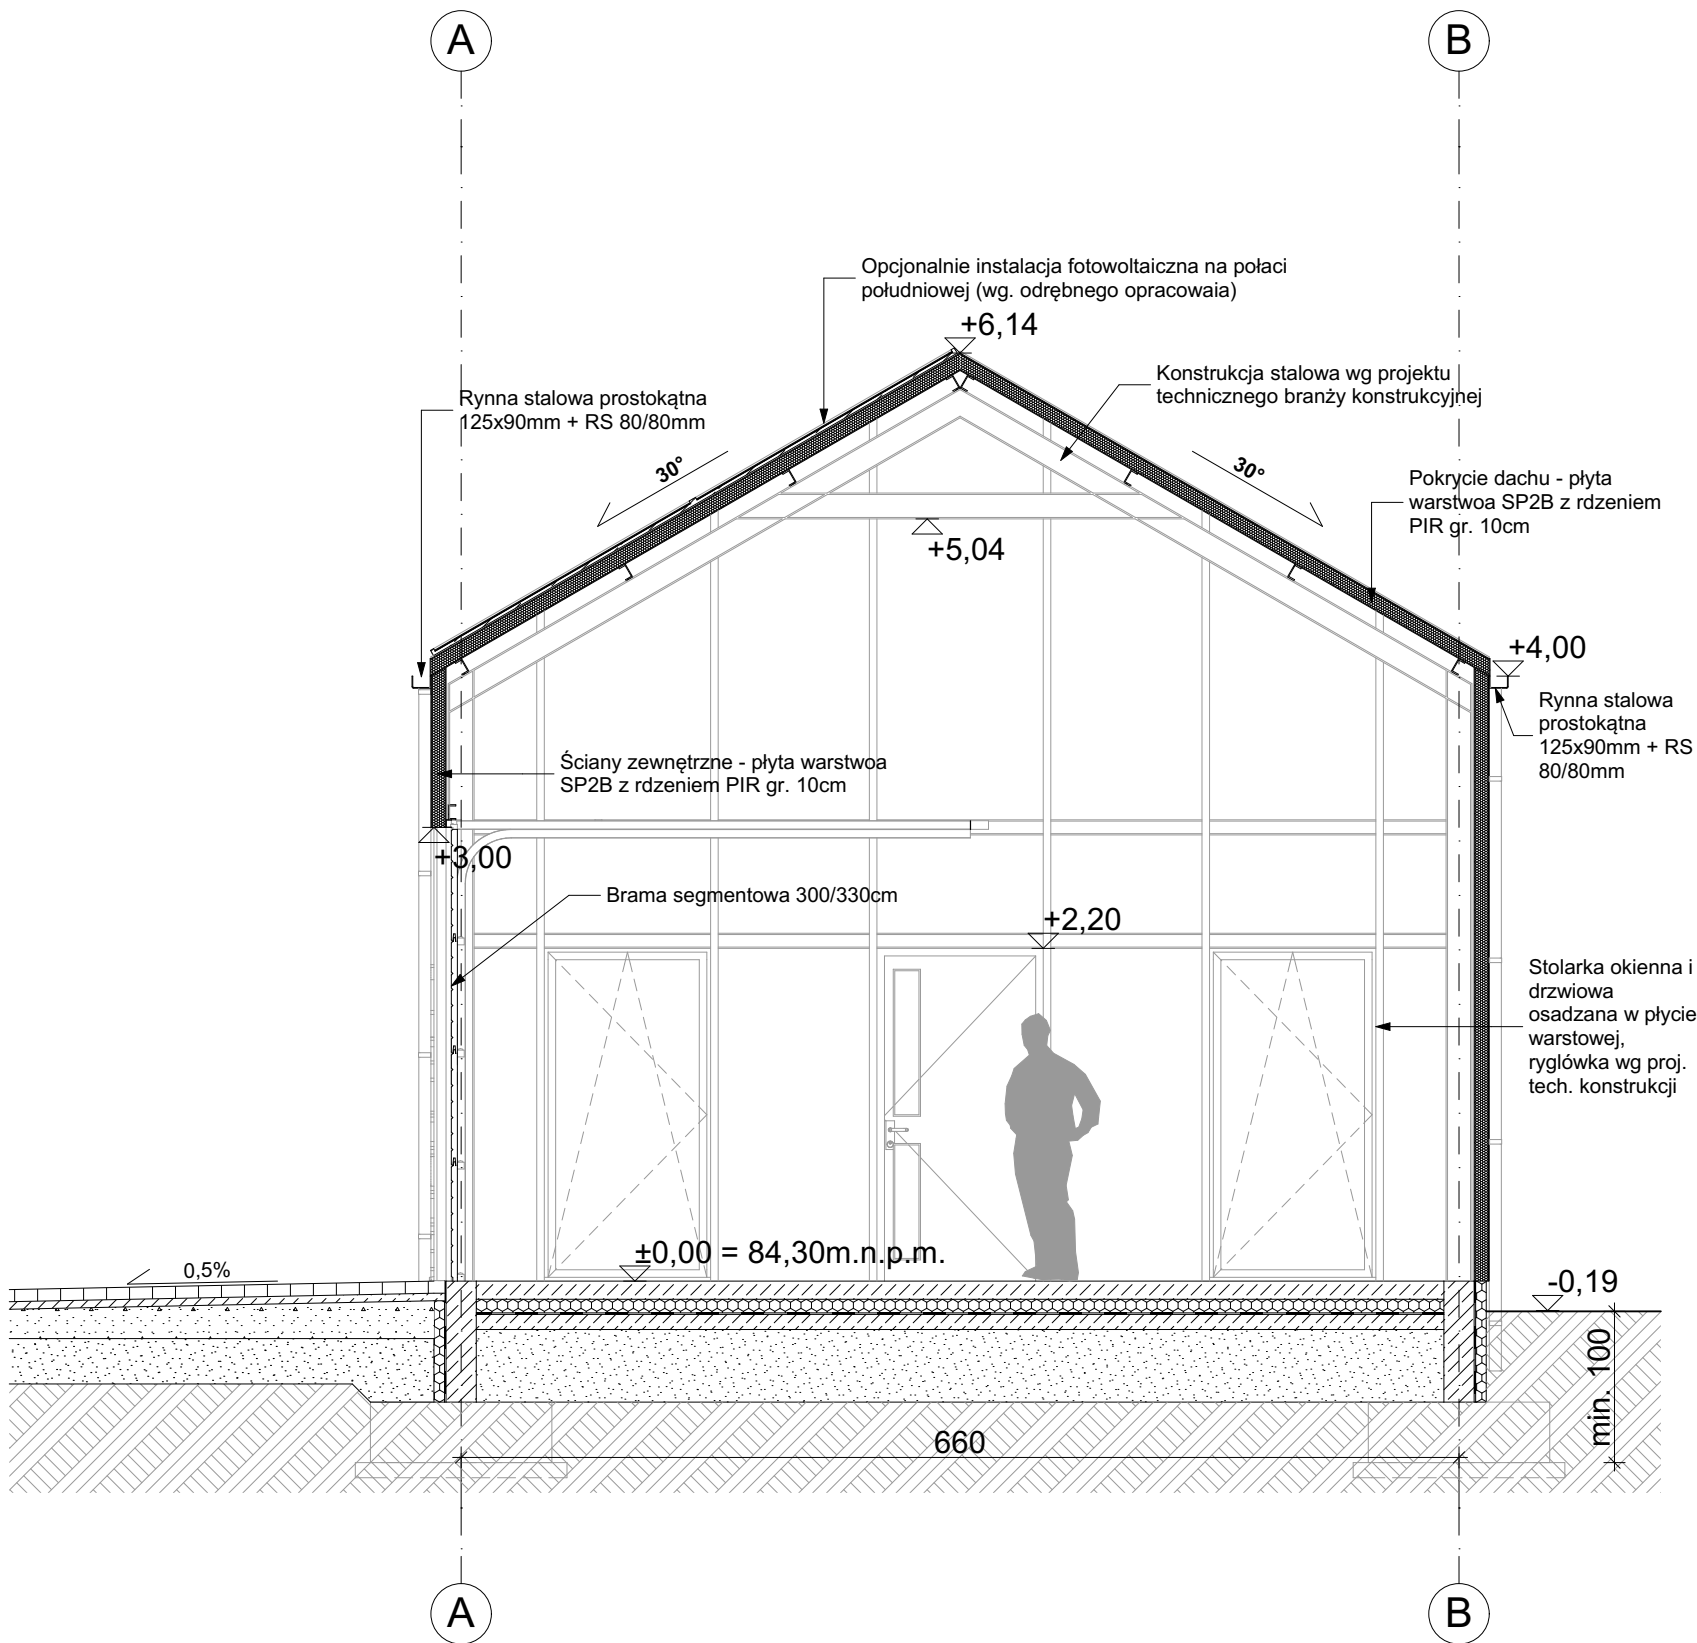 A
B
Opcjonalnie instalacja fotowoltaiczna na połaci
południowej (wg. odrębnego opracowaia)
+6,14
Konstrukcja stalowa wg projektu
technicznego branży konstrukcyjnej
Rynna stalowa prostokątna
125x90mm + RS 80/80mm
30°
30°
Pokrycie dachu - płyta
warstwoa SP2B z rdzeniem
PIR gr. 10cm
+5,04
+4,00
Rynna stalowa
prostokątna
125x90mm + RS
80/80mm
Ściany zewnętrzne - płyta warstwoa
SP2B z rdzeniem PIR gr. 10cm
+3,00
Brama segmentowa 300/330cm
+2,20
Stolarka okienna i
drzwiowa
osadzana w płycie
warstowej,
ryglówka wg proj.
tech. konstrukcji
±0,00 = 84,30m.n.p.m.
0,5%
-0,19
min. 100
660
A
B